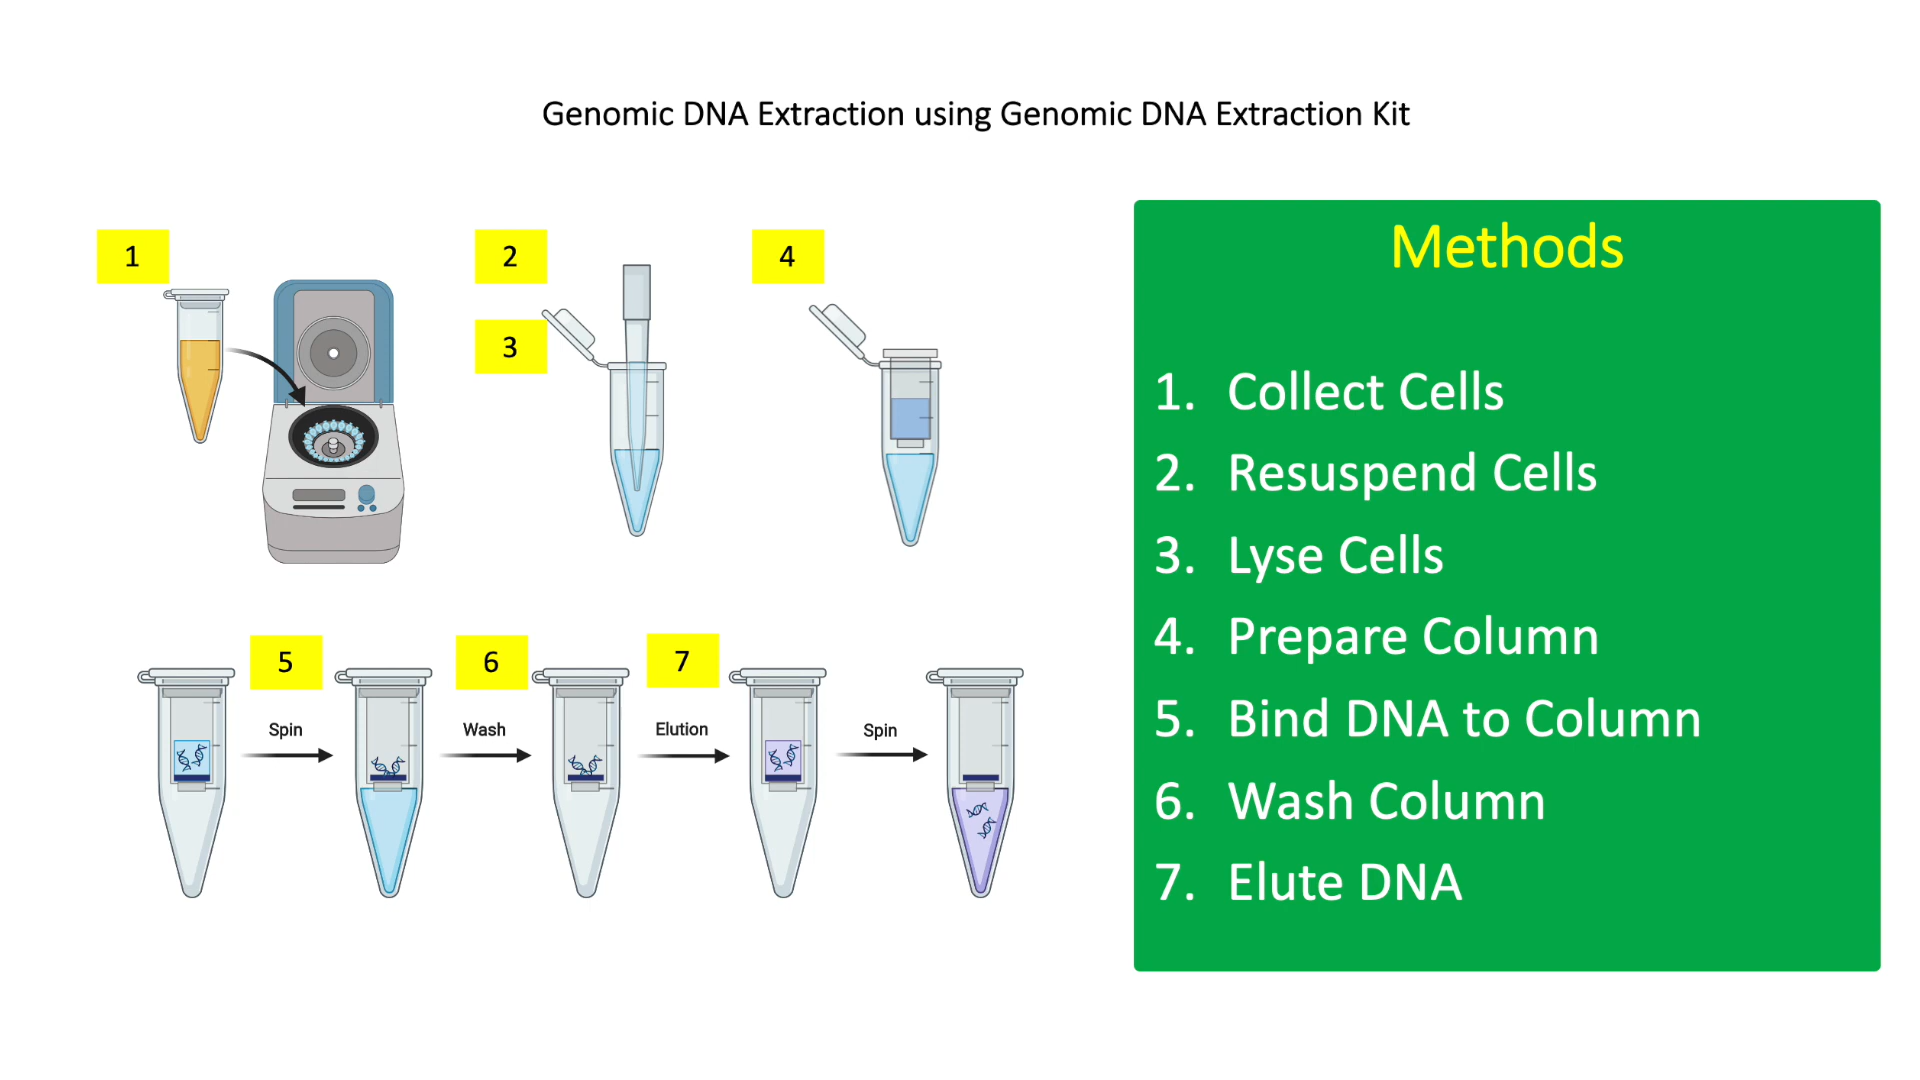 Genomic DNA Extraction using Genomic DNA Extraction Kit
1
2
3
4
5
Spin
6
Wash
7
Elution
Spin
Methods
1. Collect Cells
2. Resuspend Cells
3. Lyse Cells
4. Prepare Column
5. Bind DNA to Column
6. Wash Column
7. Elute DNA